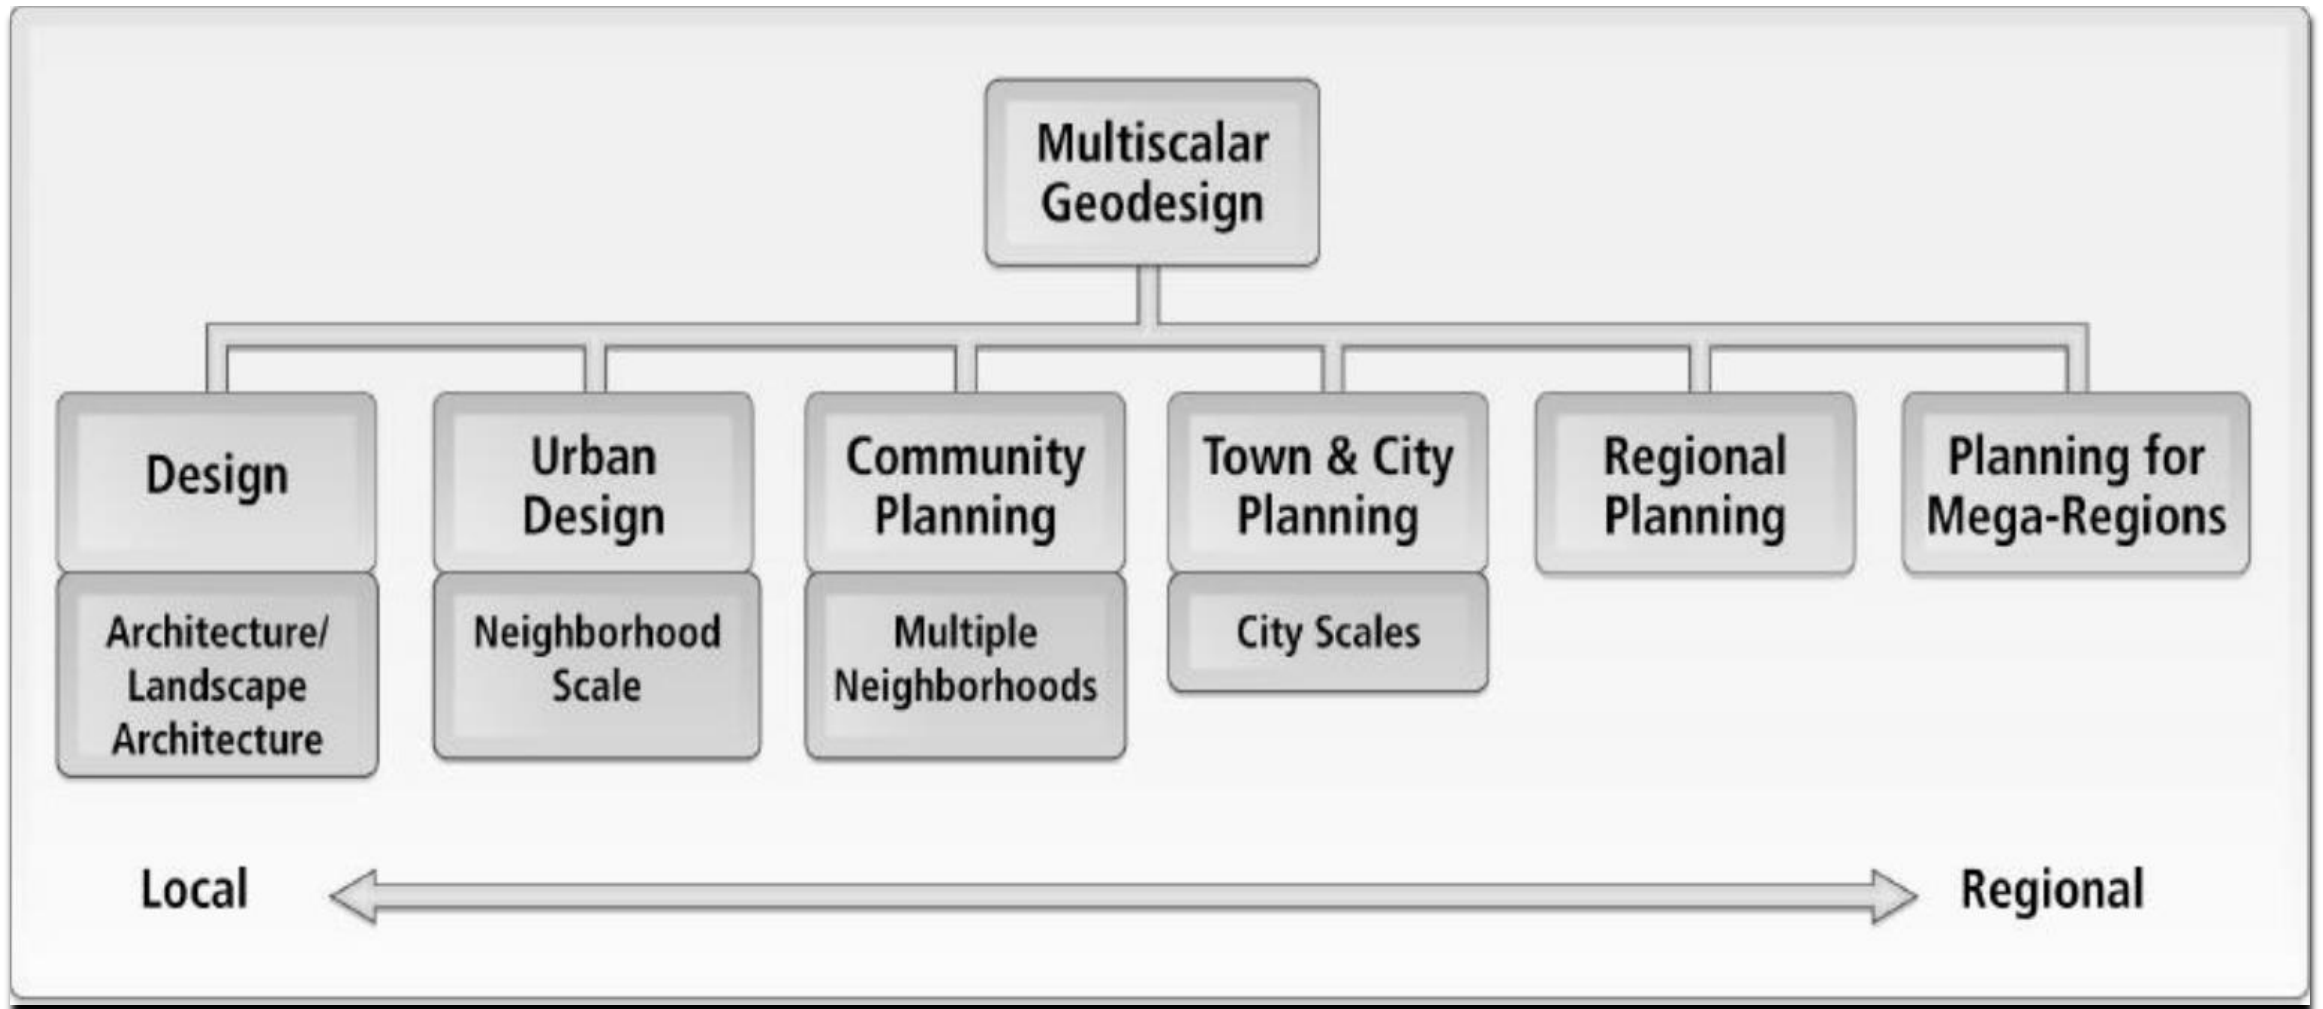 Multiscalar
Geodesign
Design
Urban
Design
Community
Planning
Town & City
Planning
Regional
Planning
Planning for
Mega-Regions
Architecture/
Landscape
Architecture
Neighborhood
Scale
Multiple
Neighborhoods
City Scales
Local
Regional